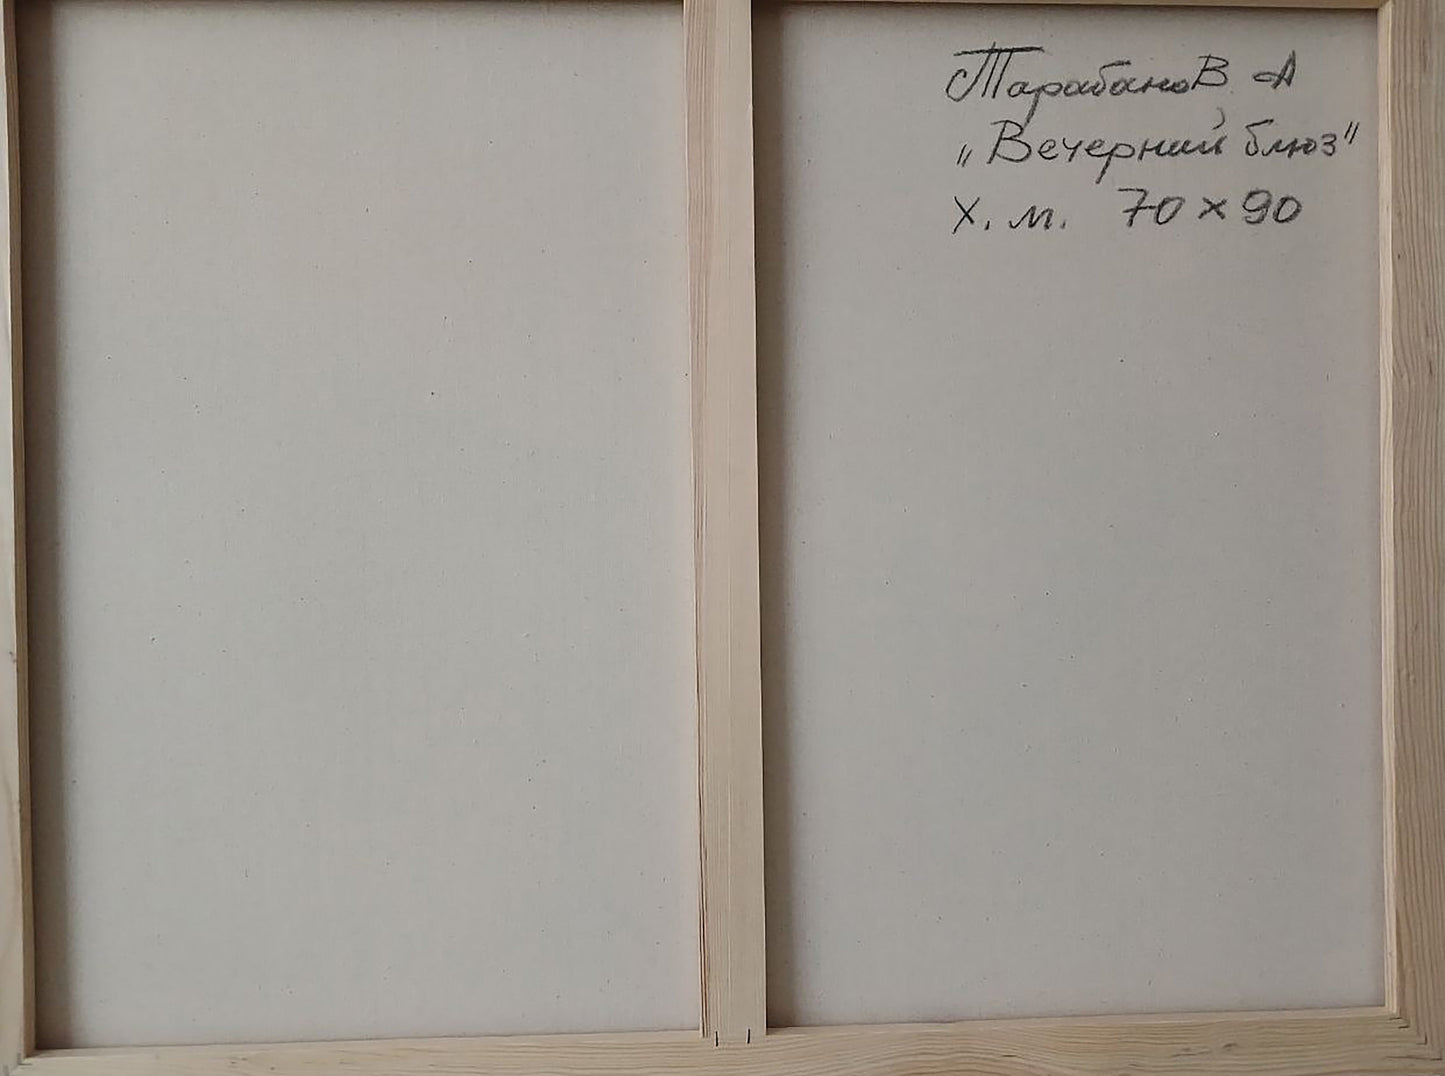 Тарабанов А
„Вечерний блюз"
х. м. 70 x 90